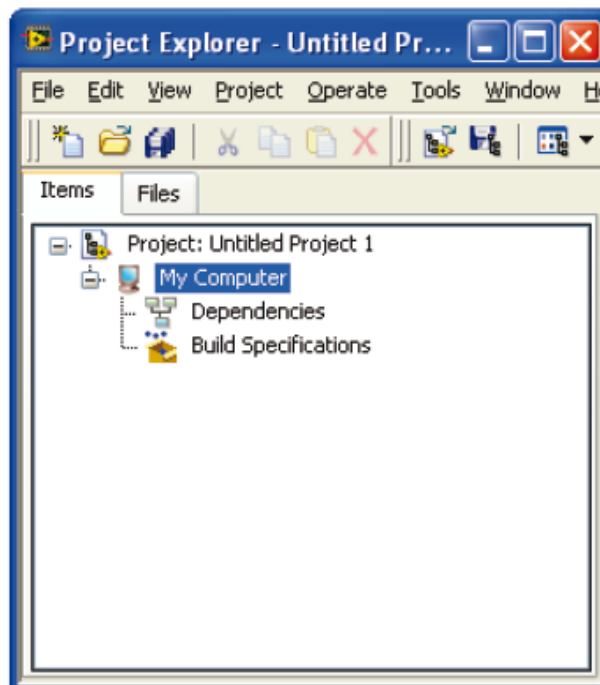 Project Explorer - Untitled Pr...
File Edit View Project Operate Tools Window He
Items Files
Project: Untitled Project 1
My Computer
Dependencies
Build Specifications